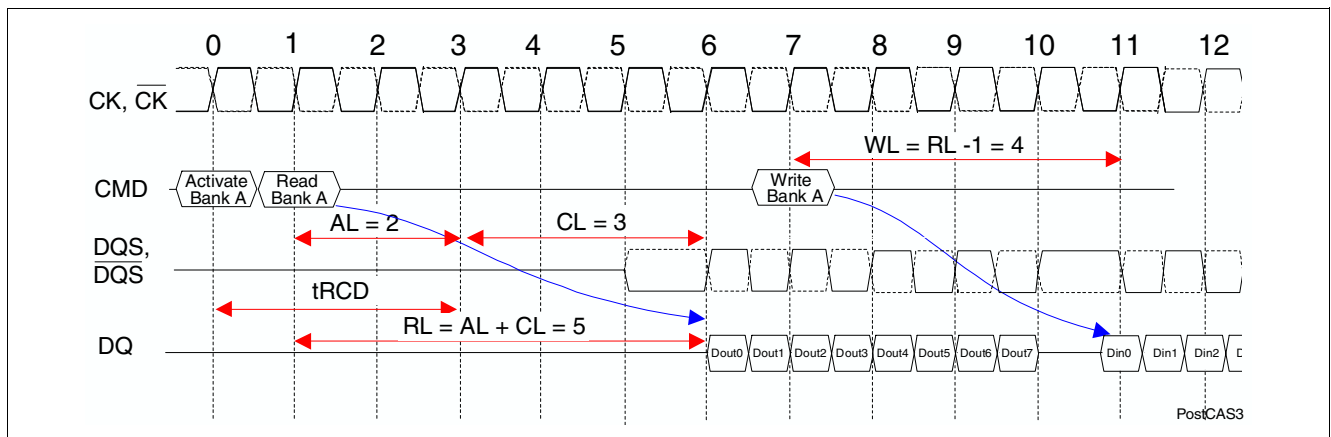 0 1 2 3 4 5 6 7 8 9 10 11 12
CK, CK
WL = RL -1 = 4
CMD
Activate
Bank A
Read
Bank A
Write
Bank A
AL = 2
CL = 3
DQS,
DQS
tRCD
RL = AL + CL = 5
DQ
Dout0 Dout1 Dout2 Dout3 Dout4 Dout5 Dout6 Dout7 Din0 Din1 Din2 D
PostCAS3